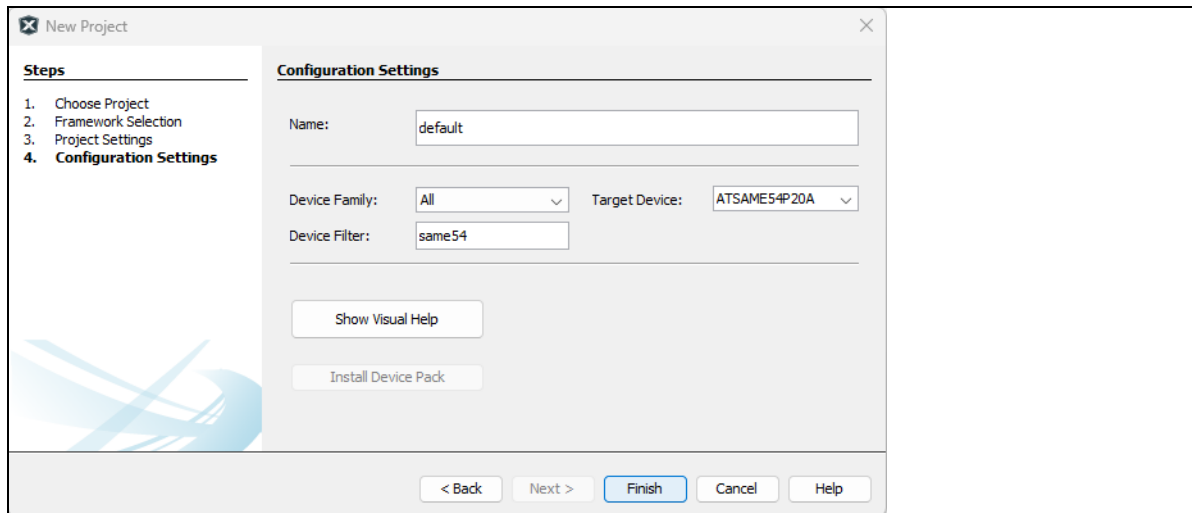 New Project
Steps
1. Choose Project
2. Framework Selection
3. Project Settings
4. Configuration Settings
Configuration Settings
Name: default
Device Family: All Target Device: ATSAME54P20A
Device Filter: same54
Show Visual Help
Install Device Pack
< Back Next > Finish Cancel Help